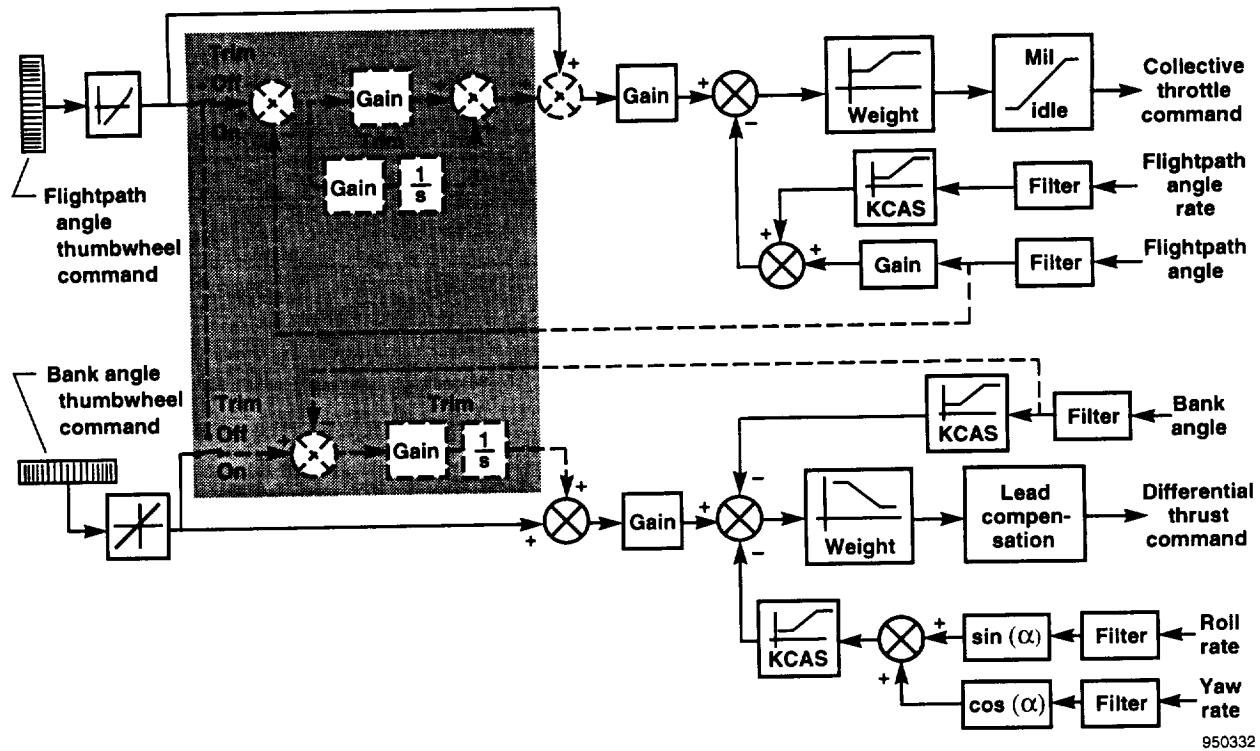 Trim
Off
On
Gain
Trim
Gain
1
s
+
+
+
+
Gain
+
−
Weight
Mil
idle
Collective
throttle
command
Flightpath
angle
thumbwheel
command
KCAS
Filter
Flightpath
angle
rate
+
+
Gain
Filter
Flightpath
angle
Bank angle
thumbwheel
command
Trim
Off
On
+
−
Trim
Gain
1
s
+
+
Gain
+
−
−
KCAS
Filter
Bank
angle
Weight
Lead
compen-
sation
Differential
thrust
command
KCAS
+
+
sin (α)
Filter
Roll
rate
cos (α)
Filter
Yaw
rate
950332